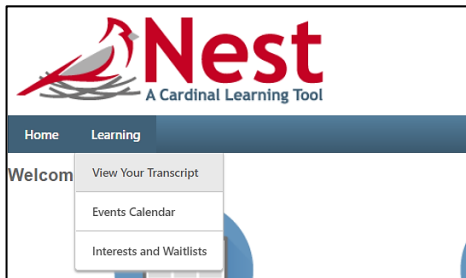 Nest
A Cardinal Learning Tool
Home Learning
Welcom
View Your Transcript
Events Calendar
Interests and Waitlists